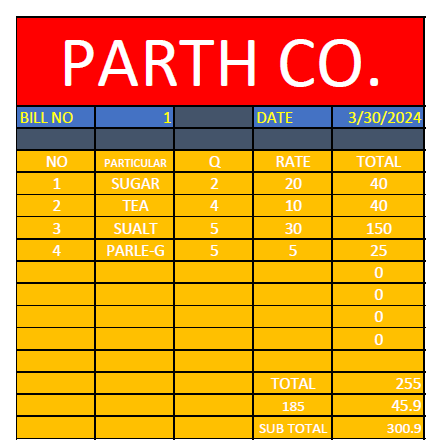 PARTH CO.
BILL NO 1 DATE 3/30/2024
NO PARTICULAR Q RATE TOTAL
1 SUGAR 2 20 40
2 TEA 4 10 40
3 SUALT 5 30 150
4 PARLE-G 5 5 25
0
0
0
0
TOTAL 255
185 45.9
SUB TOTAL 300.9